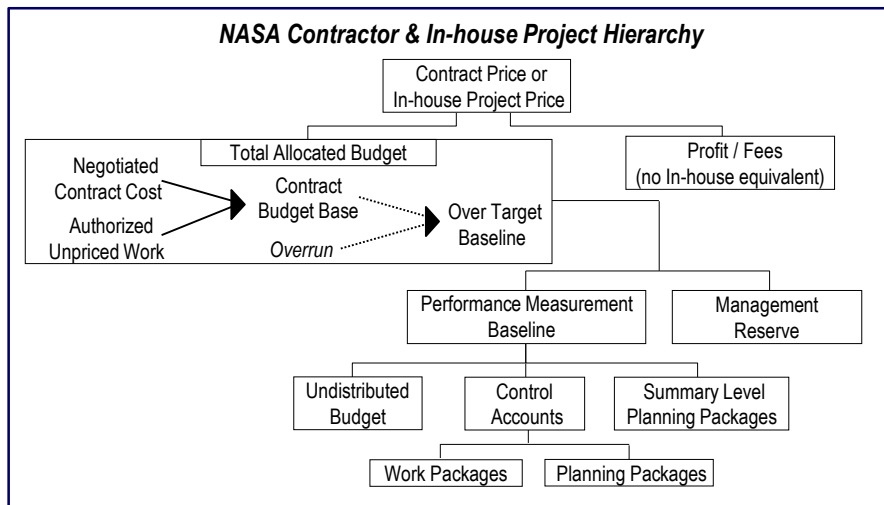 NASA Contractor & In-house Project Hierarchy
Contract Price or
In-house Project Price
Total Allocated Budget
Profit / Fees
(no In-house equivalent)
Negotiated
Contract Cost
Contract
Budget Base
Over Target
Baseline
Authorized
Unpriced Work
Overrun
Performance Measurement
Baseline
Management
Reserve
Undistributed
Budget
Control
Accounts
Summary Level
Planning Packages
Work Packages
Planning Packages